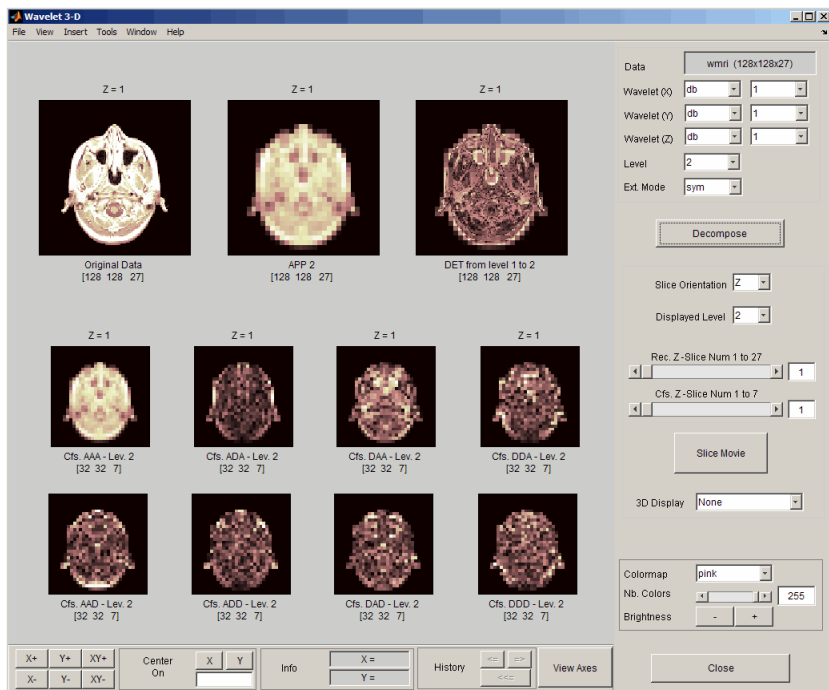 Wavelet 3-D
File View Insert Tools Window Help
Z = 1 Z = 1 Z = 1
Original Data APP 2 DET from level 1 to 2
[128 128 27] [128 128 27] [128 128 27]
Z = 1 Z = 1 Z = 1 Z = 1
Cfs. AAA - Lev. 2 Cfs. ADA - Lev. 2 Cfs. DAA - Lev. 2 Cfs. DDA - Lev. 2
[32 32 7] [32 32 7] [32 32 7] [32 32 7]
Cfs. AAD - Lev. 2 Cfs. ADD - Lev. 2 Cfs. DAD - Lev. 2 Cfs. DDD - Lev. 2
[32 32 7] [32 32 7] [32 32 7] [32 32 7]
Data wmri (128x128x27)
Wavelet (X) db 1
Wavelet (Y) db 1
Wavelet (Z) db 1
Level 2
Ext. Mode sym
Decompose
Slice Orientation Z
Displayed Level 2
Rec. Z-Slice Num 1 to 27
1
Cfs. Z-Slice Num 1 to 7
1
Slice Movie
3D Display None
Colormap pink
Nb. Colors 255
Brightness - +
X+ Y+ XY+
X- Y- XY-
Center On X Y
Info X =
Y =
History <= =>
<<=
View Axes
Close